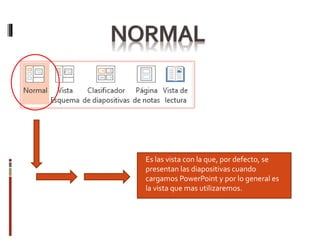 NORMAL
Normal
Vista Esquema
Clasificador de diapositivas
Página de notas
Vista de lectura
Es las vista con la que, por defecto, se
presentan las diapositivas cuando
cargamos PowerPoint y por lo general es
la vista que mas utilizaremos.